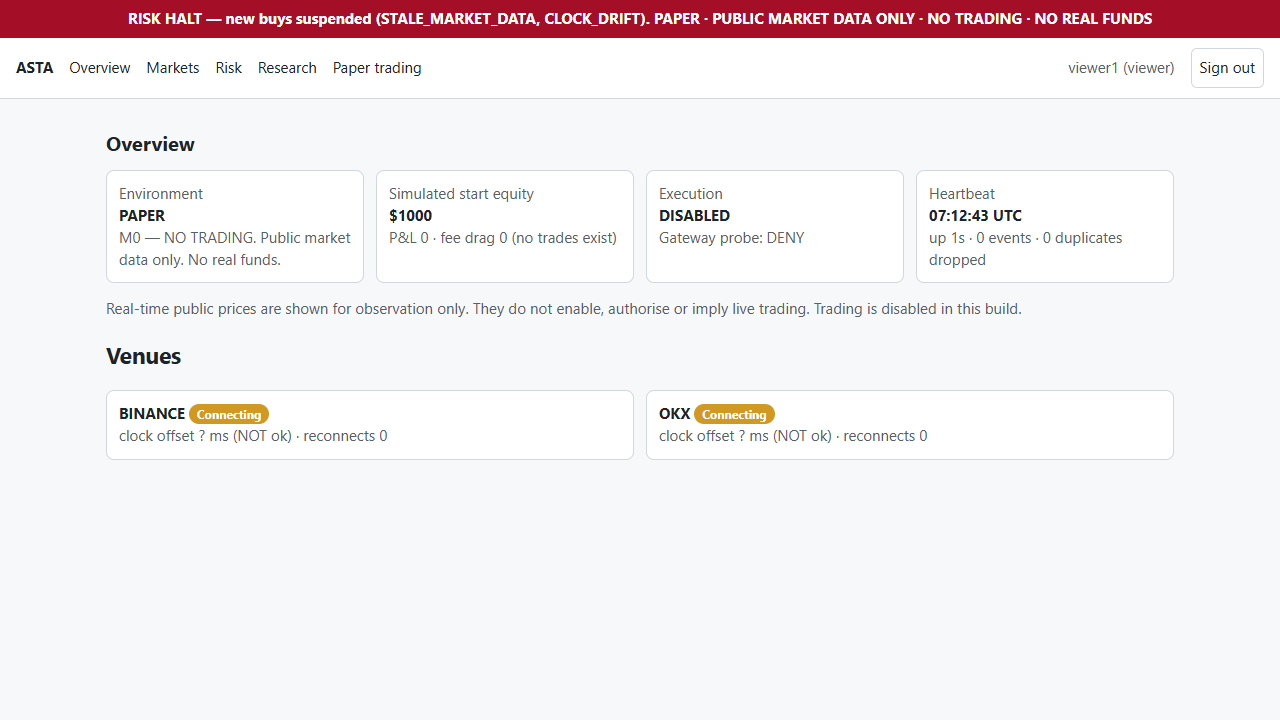 RISK HALT — new buys suspended (STALE_MARKET_DATA, CLOCK_DRIFT). PAPER · PUBLIC MARKET DATA ONLY · NO TRADING · NO REAL FUNDS
ASTA Overview Markets Risk Research Paper trading viewer1 (viewer) Sign out
Overview
Environment
PAPER
M0 — NO TRADING. Public market
data only. No real funds.
Simulated start equity
$1000
P&L 0 · fee drag 0 (no trades exist)
Execution
DISABLED
Gateway probe: DENY
Heartbeat
07:12:43 UTC
up 1s · 0 events · 0 duplicates
dropped
Real-time public prices are shown for observation only. They do not enable, authorise or imply live trading. Trading is disabled in this build.
Venues
BINANCE Connecting
clock offset ? ms (NOT ok) · reconnects 0
OKX Connecting
clock offset ? ms (NOT ok) · reconnects 0